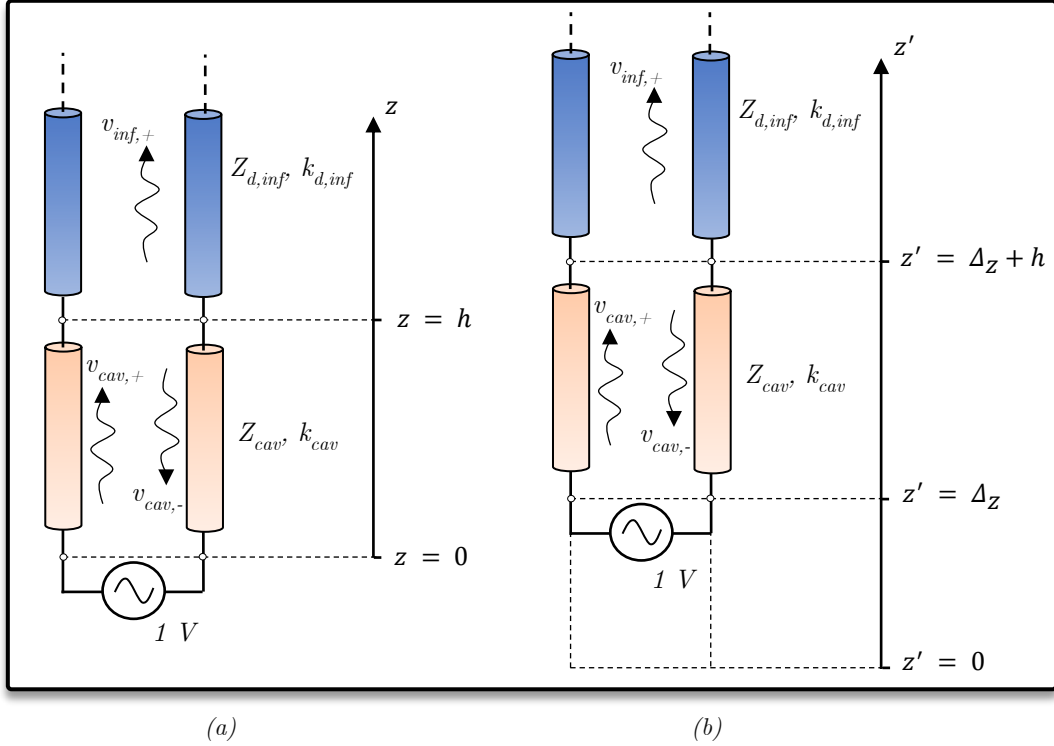 z
v_{inf,+}
Z_{d,inf}, k_{d,inf}
z = h
v_{cav,+}
Z_{cav}, k_{cav}
v_{cav,-}
z = 0
1 V
(a)
z'
v_{inf,+}
Z_{d,inf}, k_{d,inf}
z' = Δ_Z + h
v_{cav,+}
Z_{cav}, k_{cav}
v_{cav,-}
z' = Δ_Z
1 V
z' = 0
(b)